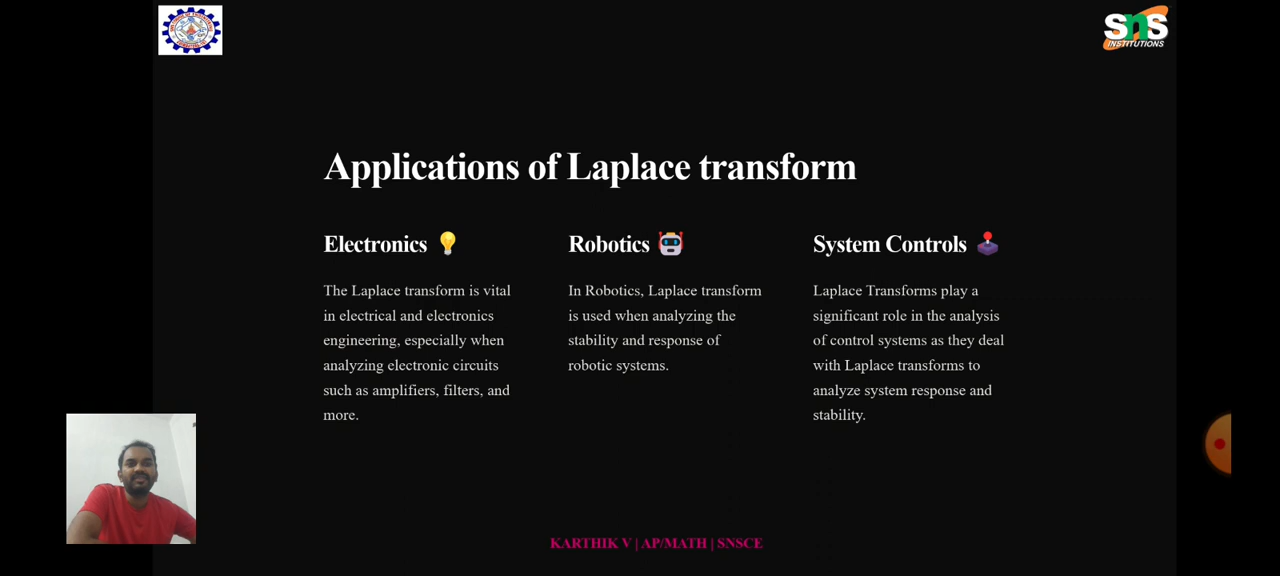 SnS
INSTITUTIONS
Applications of Laplace transform
Electronics
The Laplace transform is vital
in electrical and electronics
engineering, especially when
analyzing electronic circuits
such as amplifiers, filters, and
more.
Robotics
In Robotics, Laplace transform
is used when analyzing the
stability and response of
robotic systems.
System Controls
Laplace Transforms play a
significant role in the analysis
of control systems as they deal
with Laplace transforms to
analyze system response and
stability.
KARTHIK V | AP/MATH | SNSCE